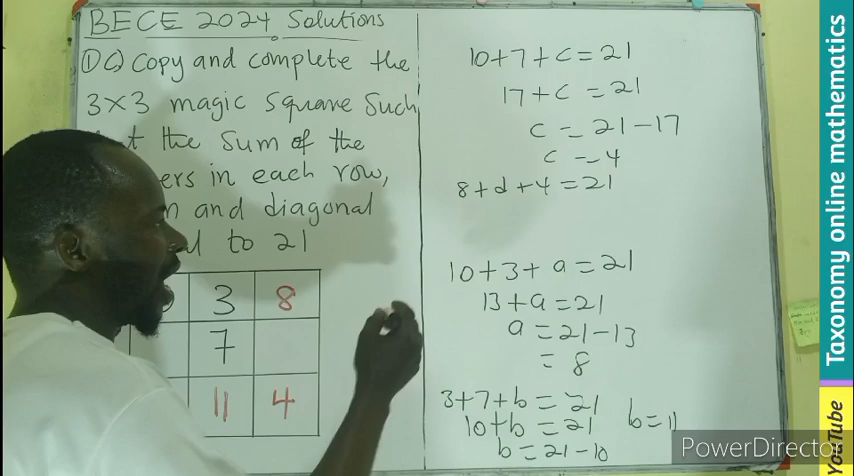 BECE 2024 Solutions
①c) Copy and complete the
3×3 magic square such
the sum of the
ers in each row,
and diagonal
to 21
3 8
7
11 4
10+7+c=21
17+c=21
c=21-17
c=4
8+d+4=21
10+3+a=21
13+a=21
a=21-13
=8
3+7+b=21
10+b=21 b=11
b=21-10
Taxonomy online mathematics
YouTube
PowerDirector